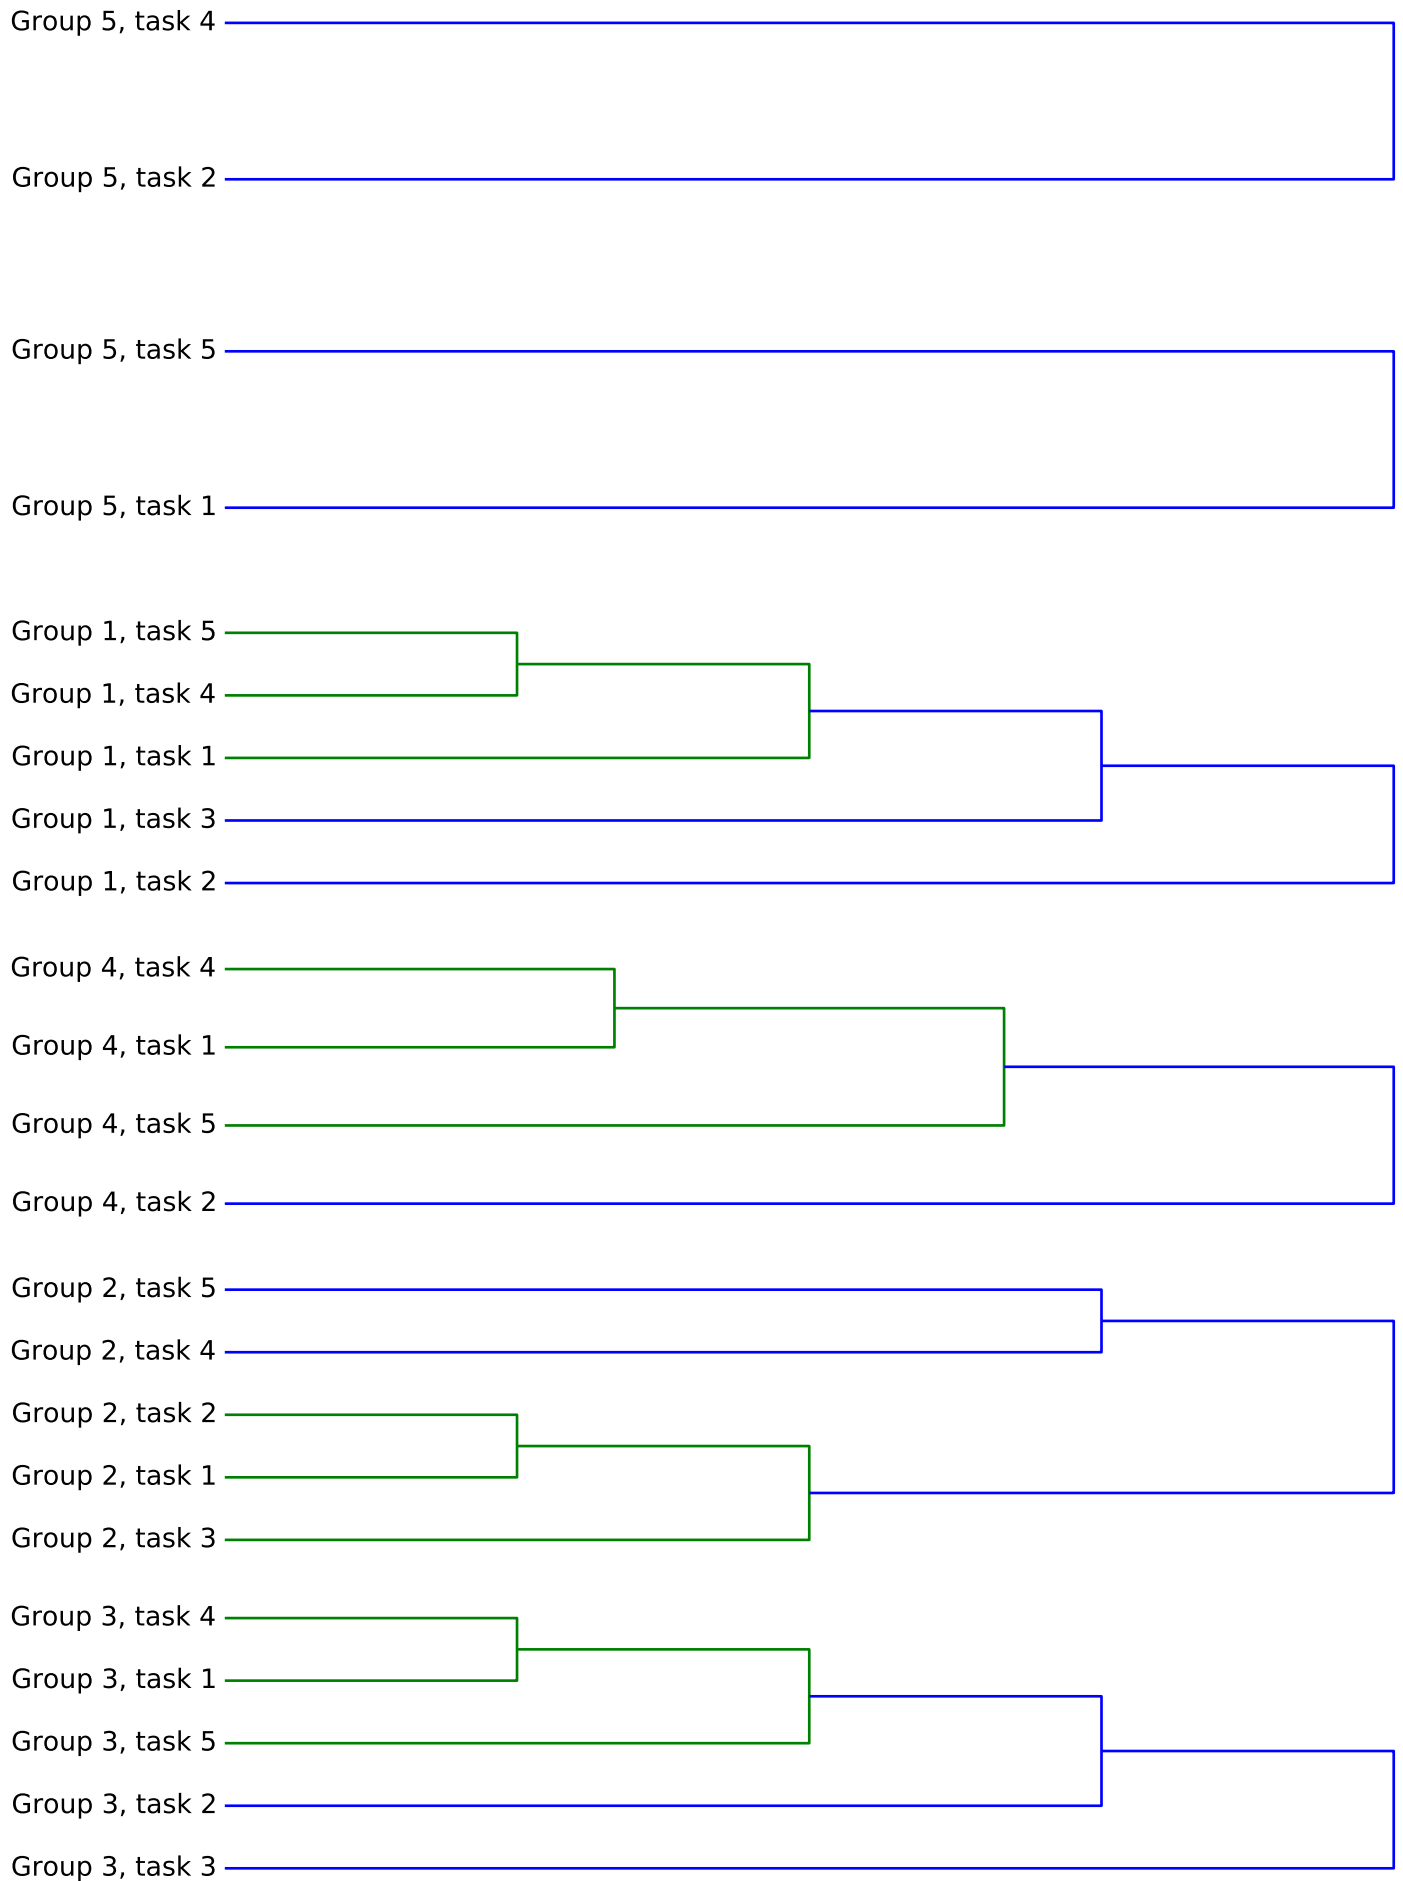 Group 5, task 4
Group 5, task 2
Group 5, task 5
Group 5, task 1
Group 1, task 5
Group 1, task 4
Group 1, task 1
Group 1, task 3
Group 1, task 2
Group 4, task 4
Group 4, task 1
Group 4, task 5
Group 4, task 2
Group 2, task 5
Group 2, task 4
Group 2, task 2
Group 2, task 1
Group 2, task 3
Group 3, task 4
Group 3, task 1
Group 3, task 5
Group 3, task 2
Group 3, task 3